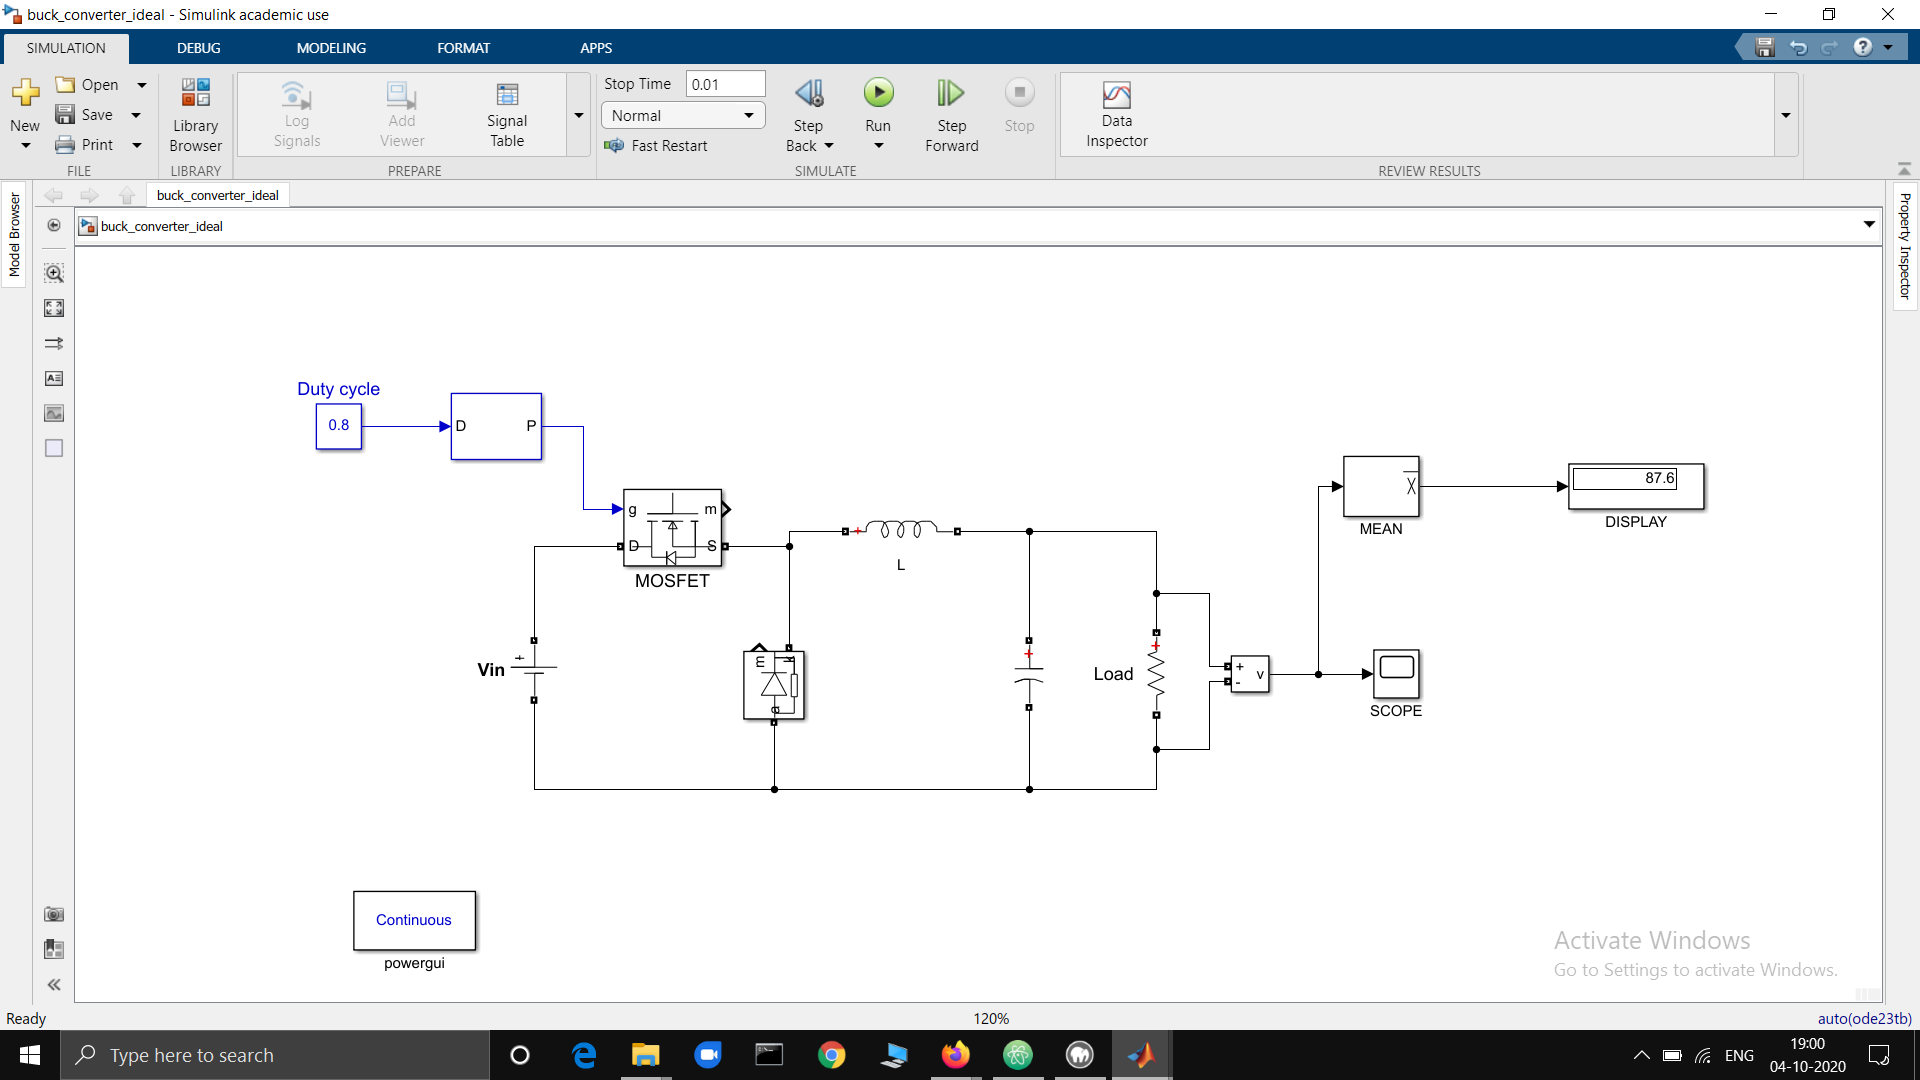 buck_converter_ideal - Simulink academic use
SIMULATION
DEBUG
MODELING
FORMAT
APPS
New
Open
Save
Print
FILE
Library
Browser
LIBRARY
Log
Signals
Add
Viewer
Signal
Table
PREPARE
Stop Time
0.01
Normal
Fast Restart
Step
Back
Run
Step
Forward
Stop
SIMULATE
Data
Inspector
REVIEW RESULTS
Model Browser
buck_converter_ideal
buck_converter_ideal
Property Inspector
Duty cycle
0.8
D
P
g
m
D
S
MOSFET
L
Vin
+
m
k
a
+
+
+
Load
+
-
v
X
MEAN
87.6
DISPLAY
SCOPE
Continuous
powergui
Activate Windows
Go to Settings to activate Windows.
Ready
120%
auto(ode23tb)
Type here to search
ENG
19:00
04-10-2020